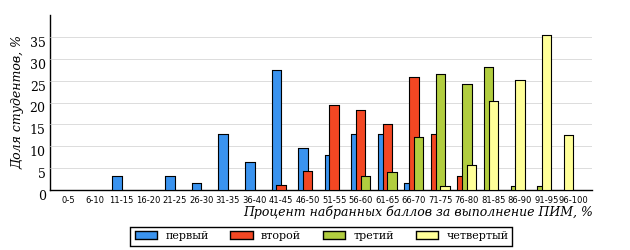 Доля студентов, %
35
30
25
20
15
10
5
0
0-5 6-10 11-15 16-20 21-25 26-30 31-35 36-40 41-45 46-50 51-55 56-60 61-65 66-70 71-75 76-80 81-85 86-90 91-95 96-100
Процент набранных баллов за выполнение ПИМ, %
первый второй третий четвертый